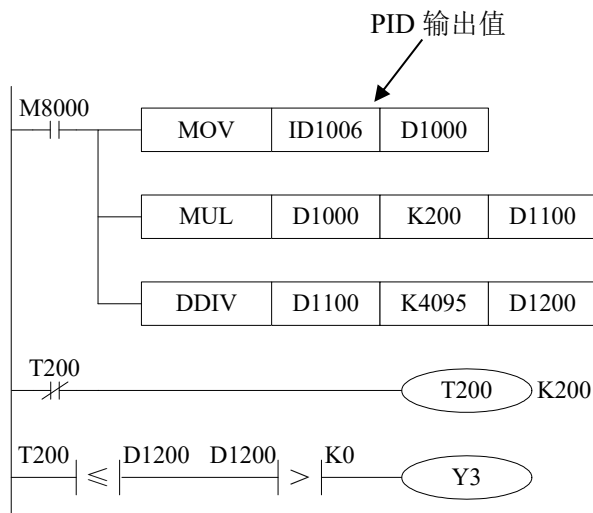 PID 输出值
M8000
MOV ID1006 D1000
MUL D1000 K200 D1100
DDIV D1100 K4095 D1200
T200
T200 K200
T200 ≤ D1200 D1200 > K0 Y3